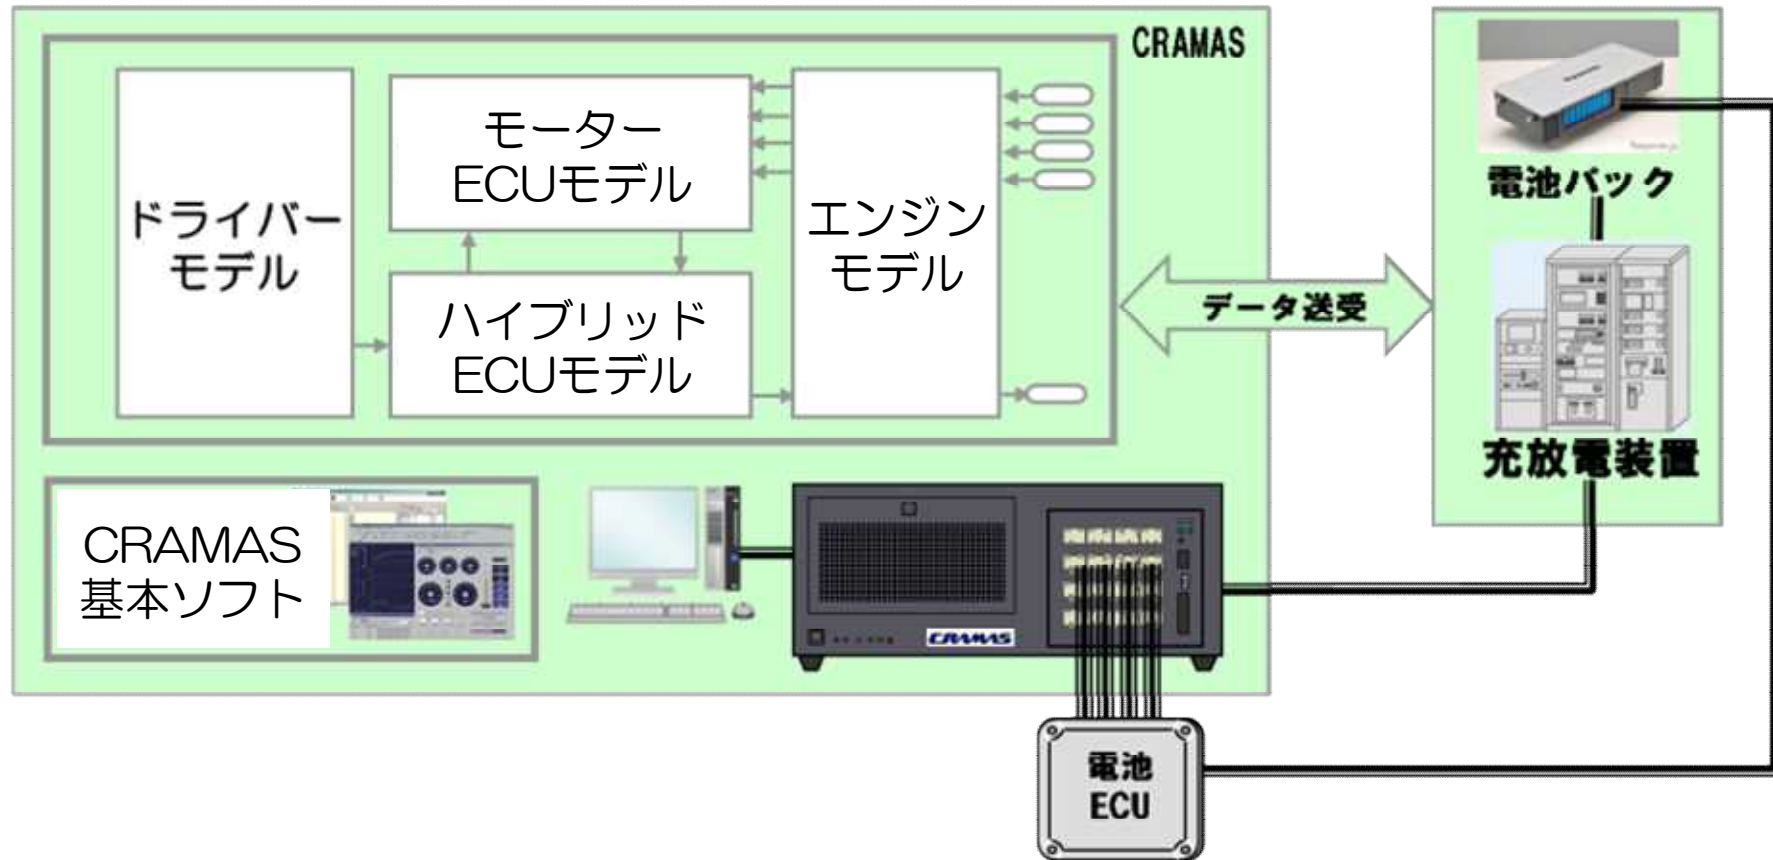 CRAMAS
ドライバー
モデル
モーター
ECUモデル
ハイブリッド
ECUモデル
エンジン
モデル
データ送受
電池パック
充放電装置
CRAMAS
基本ソフト
CRAMAS
電池
ECU